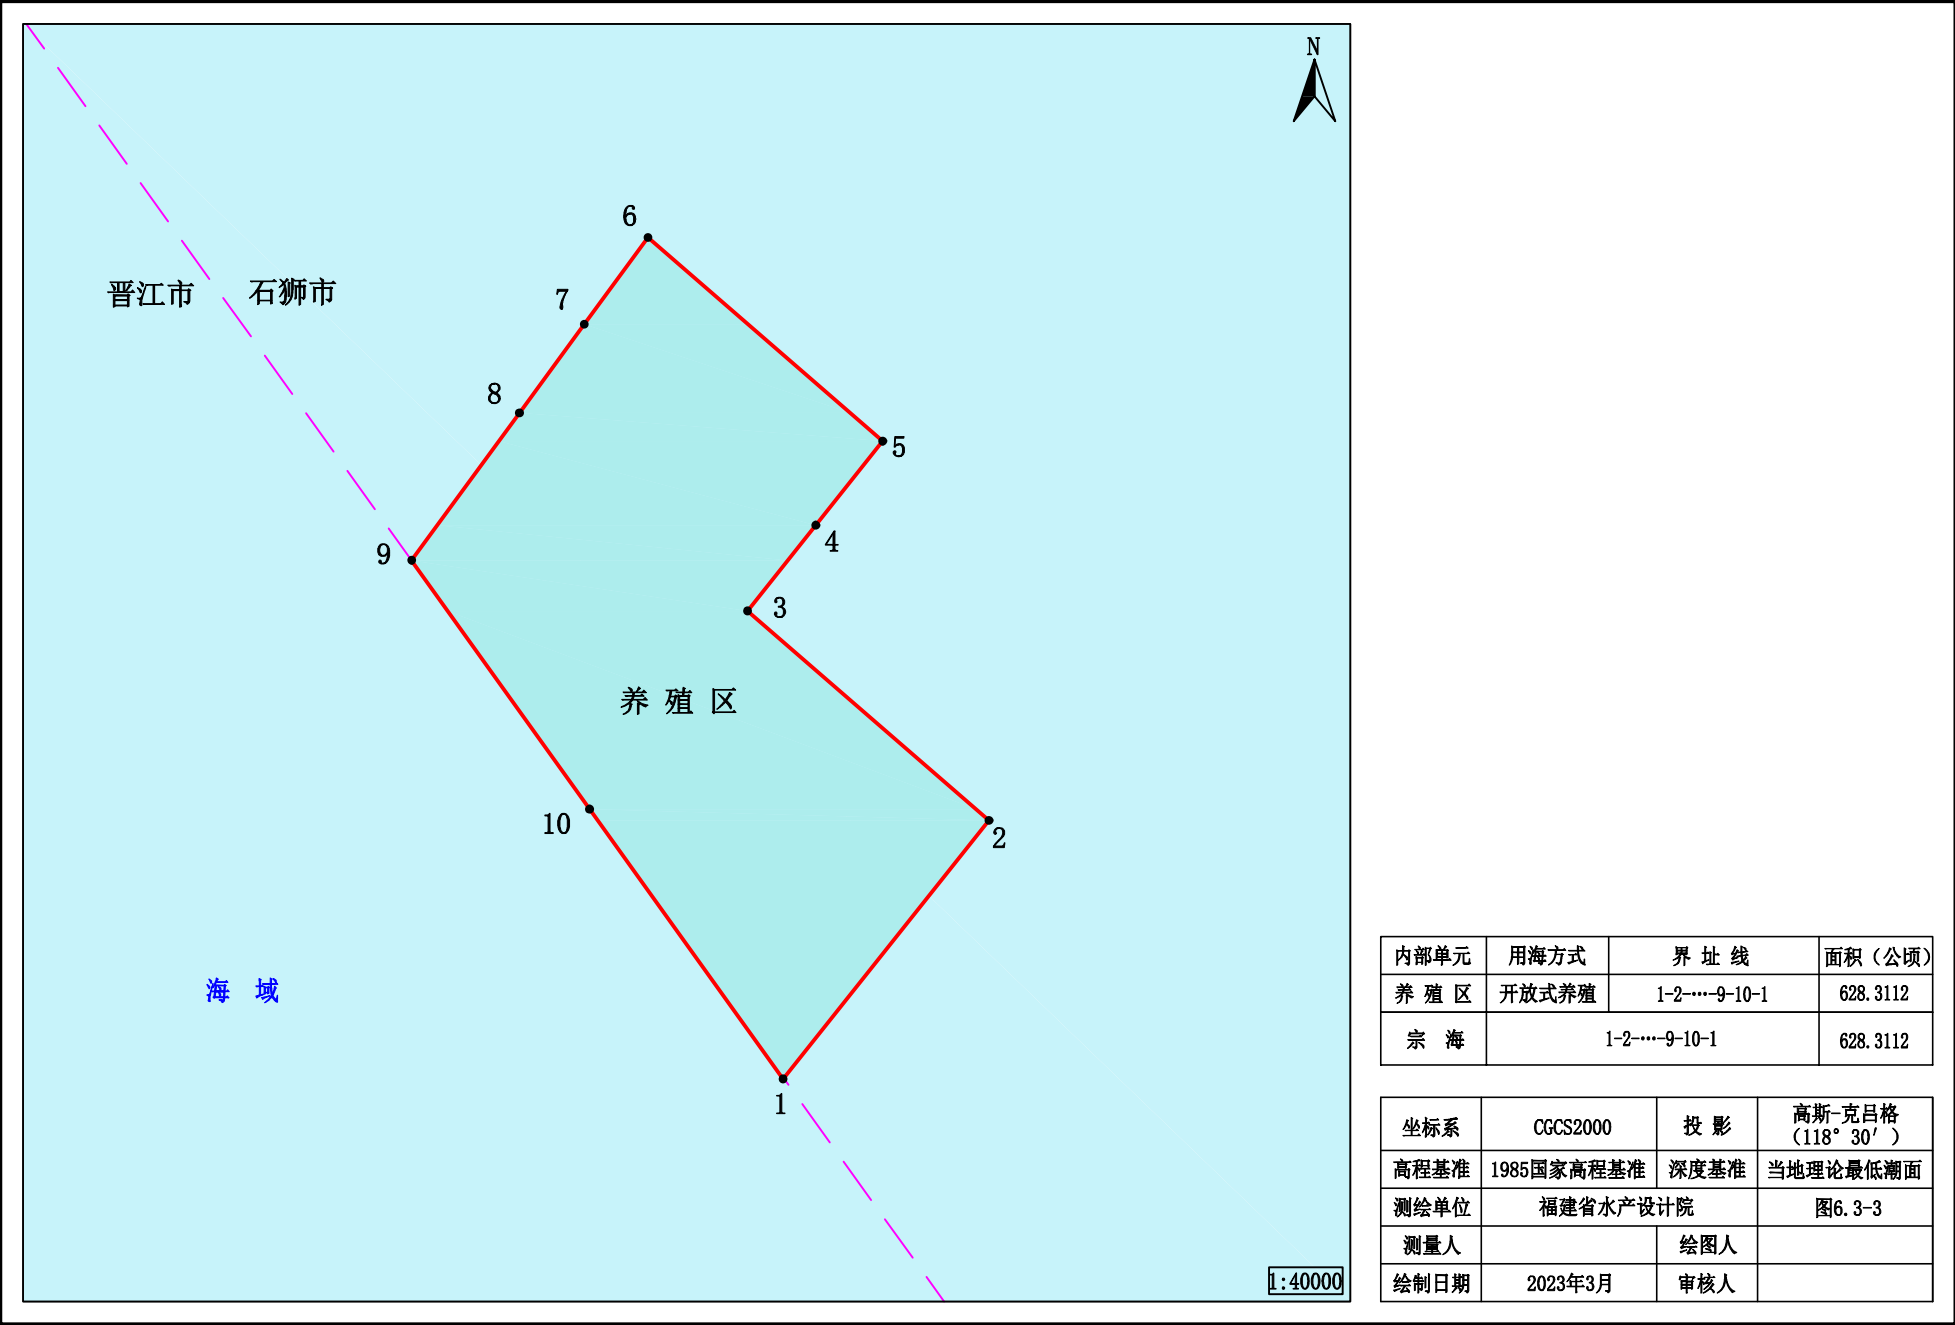 N
6
晋江市
石狮市
7
8
5
4
9
3
养 殖 区
10
2
海 域
1
1:40000
内部单元 用海方式 界 址 线 面积（公顷）
养 殖 区 开放式养殖 1-2-…-9-10-1 628.3112
宗 海 1-2-…-9-10-1 628.3112
坐标系 CGCS2000 投 影 高斯-克吕格
（118°30′）
高程基准 1985国家高程基准 深度基准 当地理论最低潮面
测绘单位 福建省水产设计院 图6.3-3
测量人 绘图人
绘制日期 2023年3月 审核人